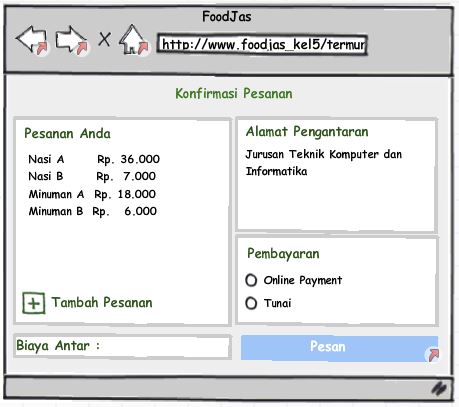 FoodJas
X
http://www.foodjas_kel5/termur
Konfirmasi Pesanan
Pesanan Anda
Nasi A Rp. 36.000
Nasi B Rp. 7.000
Minuman A Rp. 18.000
Minuman B Rp. 6.000
+ Tambah Pesanan
Biaya Antar :
Alamat Pengantaran
Jurusan Teknik Komputer dan
Informatika
Pembayaran
Online Payment
Tunai
Pesan